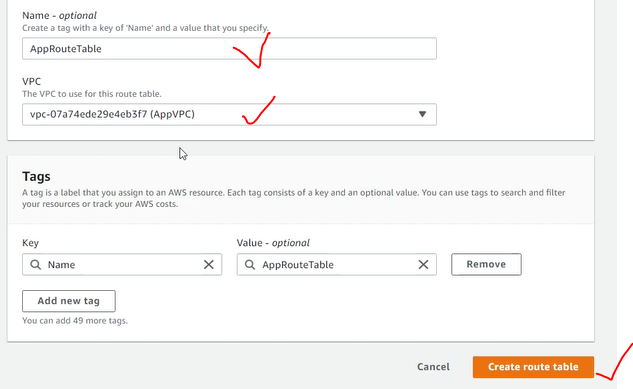 Name - optional
Create a tag with a key of 'Name' and a value that you specify.
AppRouteTable
VPC
The VPC to use for this route table.
vpc-07a74ede29e4eb3f7 (AppVPC)
Tags
A tag is a label that you assign to an AWS resource. Each tag consists of a key and an optional value. You can use tags to search and filter
your resources or track your AWS costs.
Key
Value - optional
Name
AppRouteTable
Remove
Add new tag
You can add 49 more tags.
Cancel
Create route table